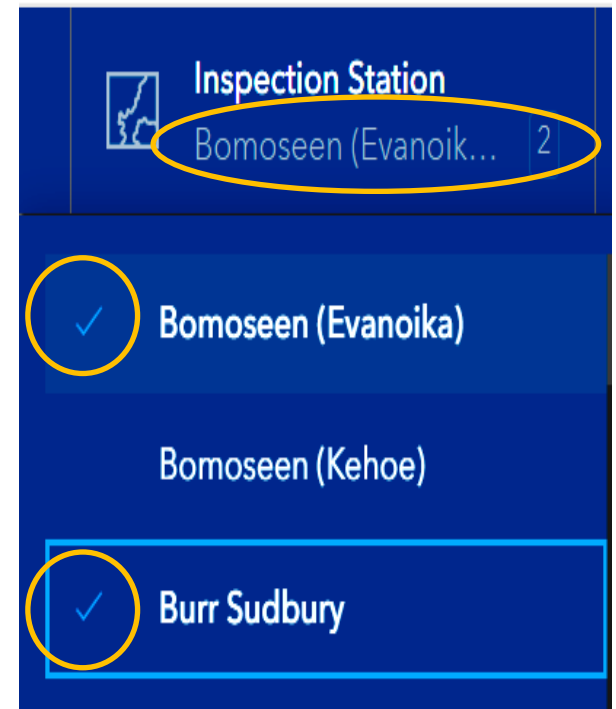 Inspection Station
Bomoseen (Evanoik... 2
Bomoseen (Evanoika)
Bomoseen (Kehoe)
Burr Sudbury